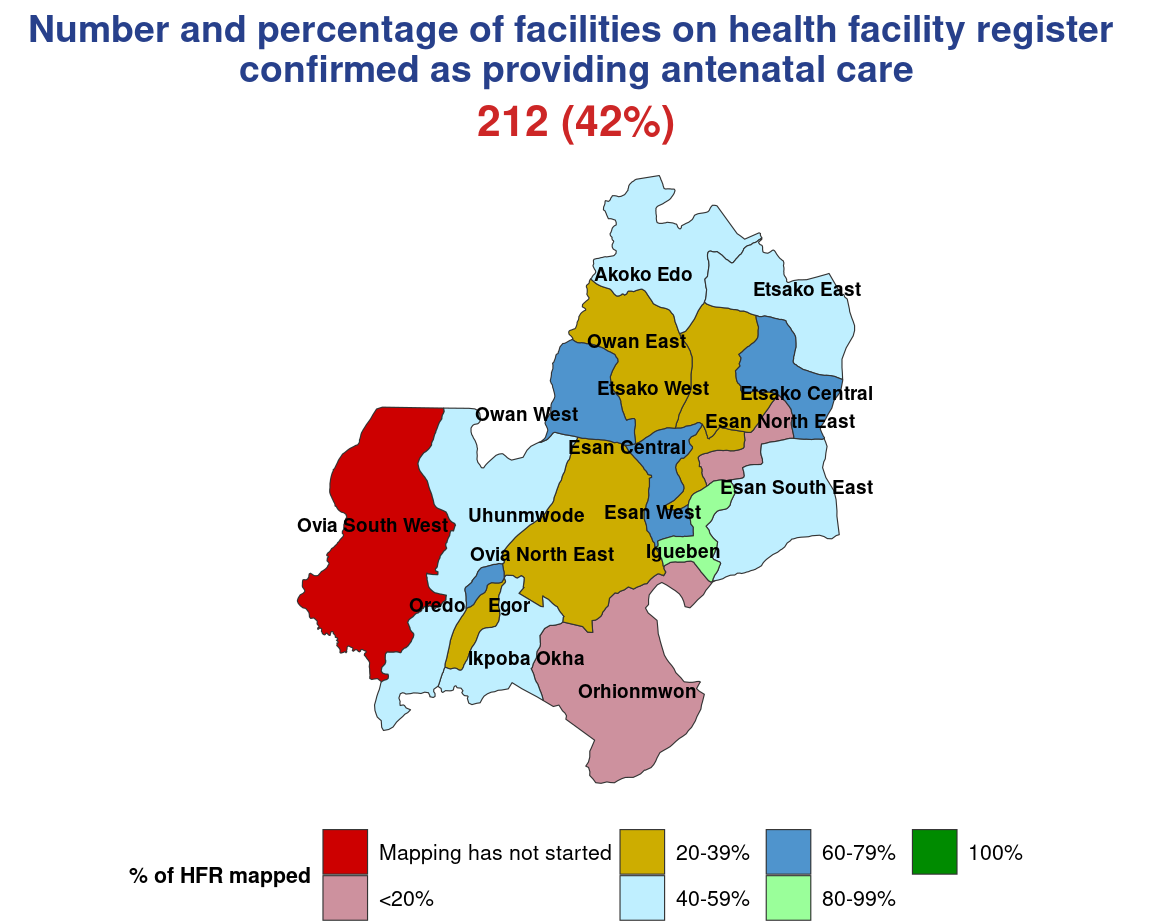 Number and percentage of facilities on health facility register
confirmed as providing antenatal care
212 (42%)
Akoko Edo
Etsako East
Owan East
Etsako West
Etsako Central
Owan West
Esan North East
Esan Central
Esan South East
Esan West
Uhunmwode
Ovia South West
Igueben
Ovia North East
Oredo
Egor
Ikpoba Okha
Orhionmwon
% of HFR mapped
Mapping has not started
<20%
20-39%
40-59%
60-79%
80-99%
100%